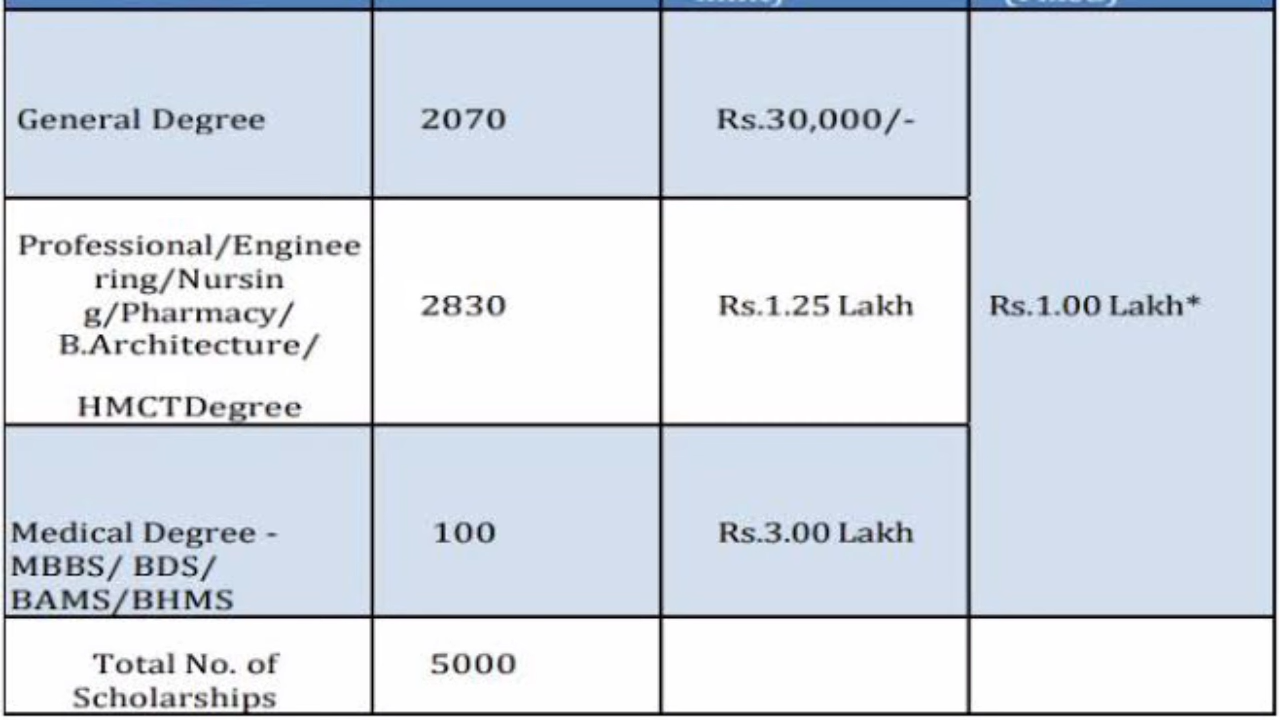 General Degree
2070
Rs.30,000/-
Professional/Enginee
ring/Nursin
g/Pharmacy/
B.Architecture/
HMCTDegree
2830
Rs.1.25 Lakh
Rs.1.00 Lakh*
Medical Degree -
MBBS/ BDS/
BAMS/BHMS
100
Rs.3.00 Lakh
Total No. of
Scholarships
5000